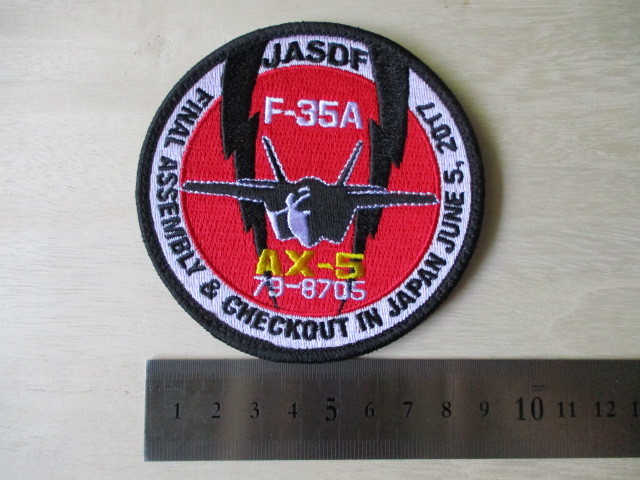 JASDF
F-35A
AX-5
79-8705
FINAL ASSEMBLY & CHECKOUT IN JAPAN JUNE 5, 2017
1 2 3 4 5 6 7 8 9 10 11 12 1